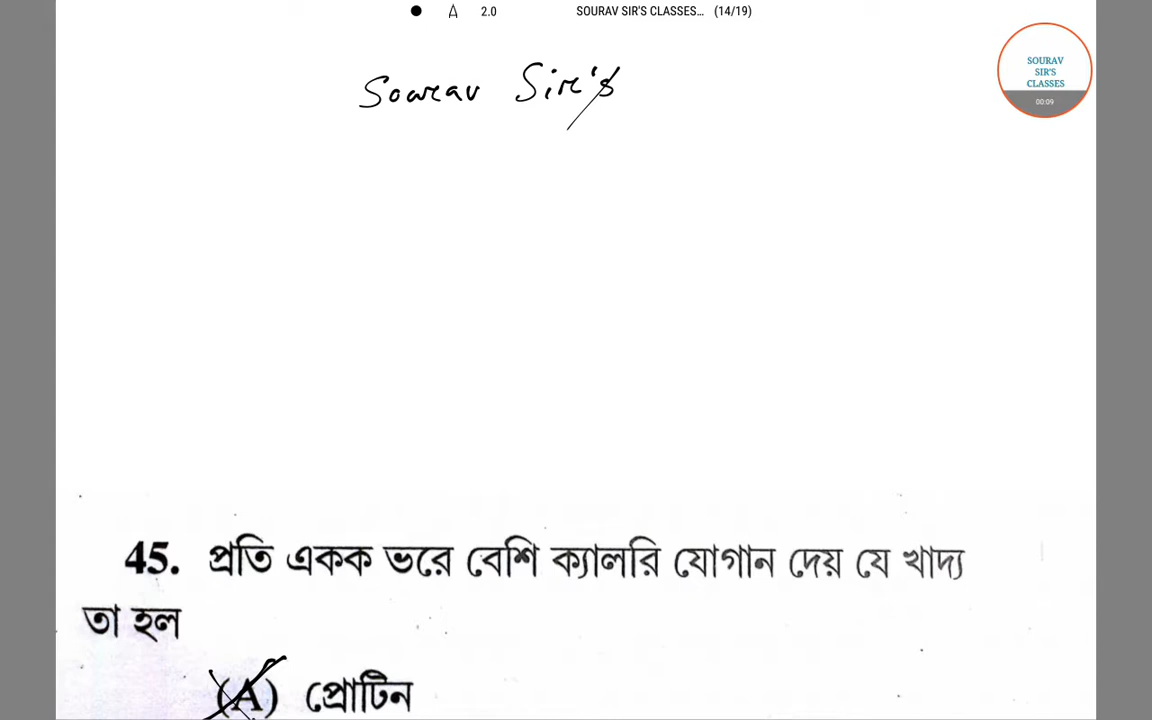 A 2.0 SOURAV SIR'S CLASSES... (14/19)
Sourav Sir's
SOURAV
SIR'S
CLASSES
00:09
45. প্রতি একক ভরে বেশি ক্যালরি যোগান দেয় যে খাদ্য
তা হল
(A) প্রোটিন